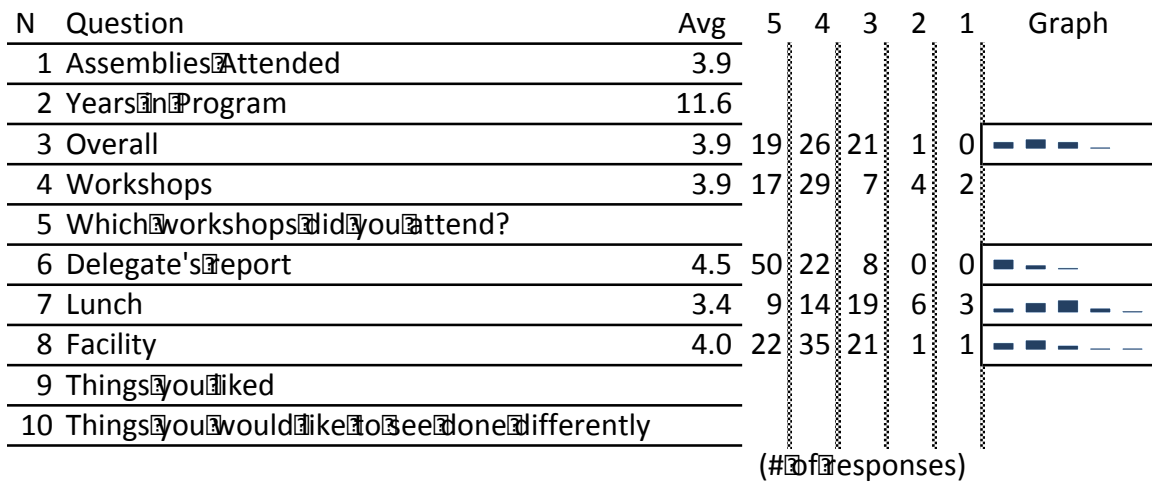 N Question Avg 5 4 3 2 1 Graph
1 Assemblies Attended 3.9
2 Years in Program 11.6
3 Overall 3.9 19 26 21 1 0
4 Workshops 3.9 17 29 7 4 2
5 Which workshops did you attend?
6 Delegate's report 4.5 50 22 8 0 0
7 Lunch 3.4 9 14 19 6 3
8 Facility 4.0 22 35 21 1 1
9 Things you liked
10 Things you would like to see done differently
(# of responses)